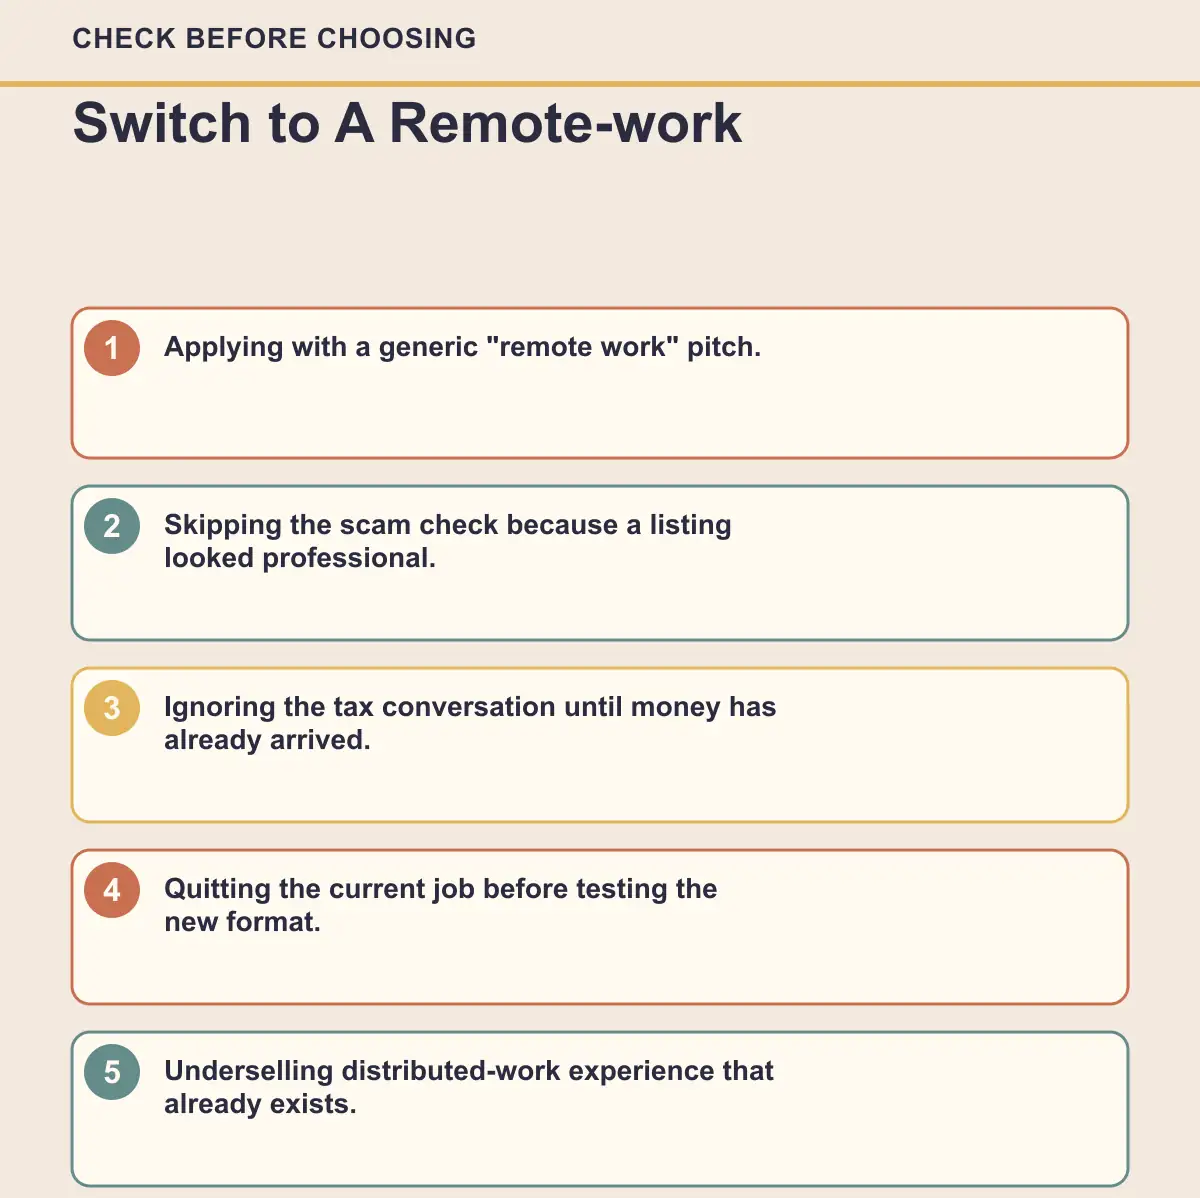 CHECK BEFORE CHOOSING
Switch to A Remote-work
1
Applying with a generic "remote work" pitch.
2
Skipping the scam check because a listing
looked professional.
3
Ignoring the tax conversation until money has
already arrived.
4
Quitting the current job before testing the
new format.
5
Underselling distributed-work experience that
already exists.